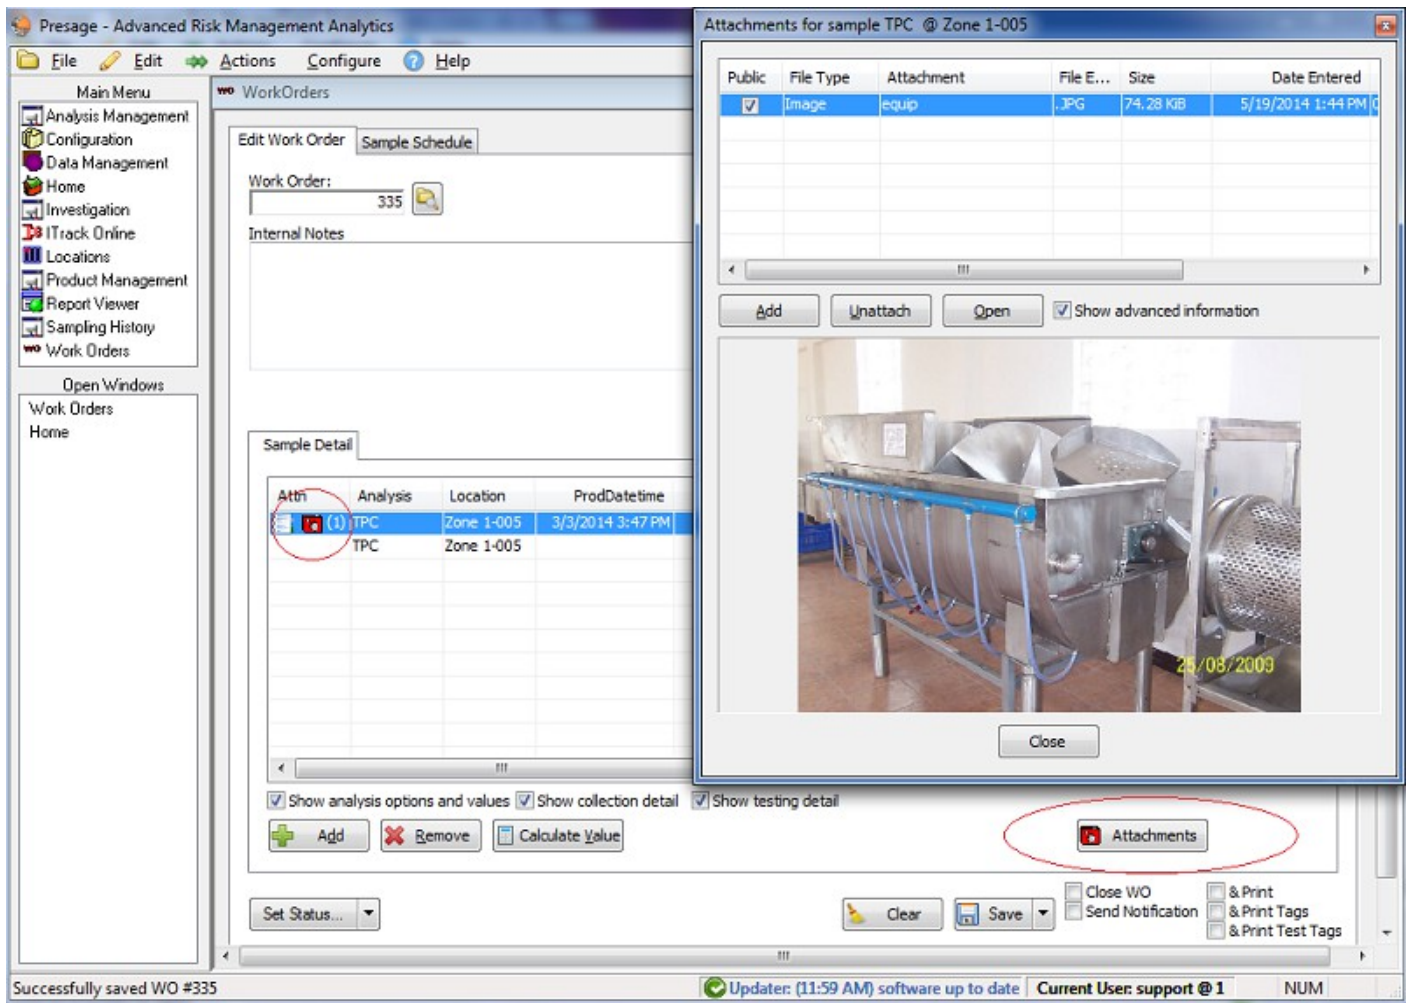 Presage - Advanced Risk Management Analytics
File Edit Actions Configure Help
Main Menu
Analysis Management
Configuration
Data Management
Home
Investigation
ITrack Online
Locations
Product Management
Report Viewer
Sampling History
Work Orders
Open Windows
Work Orders
Home
WorkOrders
Edit Work Order Sample Schedule
Work Order:
335
Internal Notes
Sample Detail
Attn Analysis Location ProdDatetime
(1) TPC Zone 1-005 3/3/2014 3:47 PM
TPC Zone 1-005
Show analysis options and values Show collection detail Show testing detail
Add Remove Calculate Value Attachments
Set Status... Clear Save
Close WO & Print
Send Notification & Print Tags
& Print Test Tags
Attachments for sample TPC @ Zone 1-005
Public File Type Attachment File E... Size Date Entered
Image equip .JPG 74.28 KiB 5/19/2014 1:44 PM
Add Unattach Open Show advanced information
25/08/2009
Close
Successfully saved WO #335 Updater: (11:59 AM) software up to date Current User: support @ 1 NUM